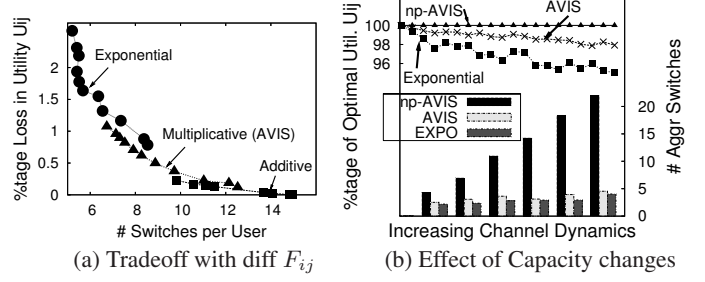 %tage Loss in Utility Uij
2
1.5
1
0.5
0
Exponential
Multiplicative (AVIS)
Additive
6 8 10 12 14
# Switches per User
(a) Tradeoff with diff F_{ij}
%tage of Optimal Util. Uij
100
98
96
np-AVIS
AVIS
Exponential
np-AVIS
AVIS
EXPO
20
15
10
5
0
# Aggr Switches
Increasing Channel Dynamics
(b) Effect of Capacity changes